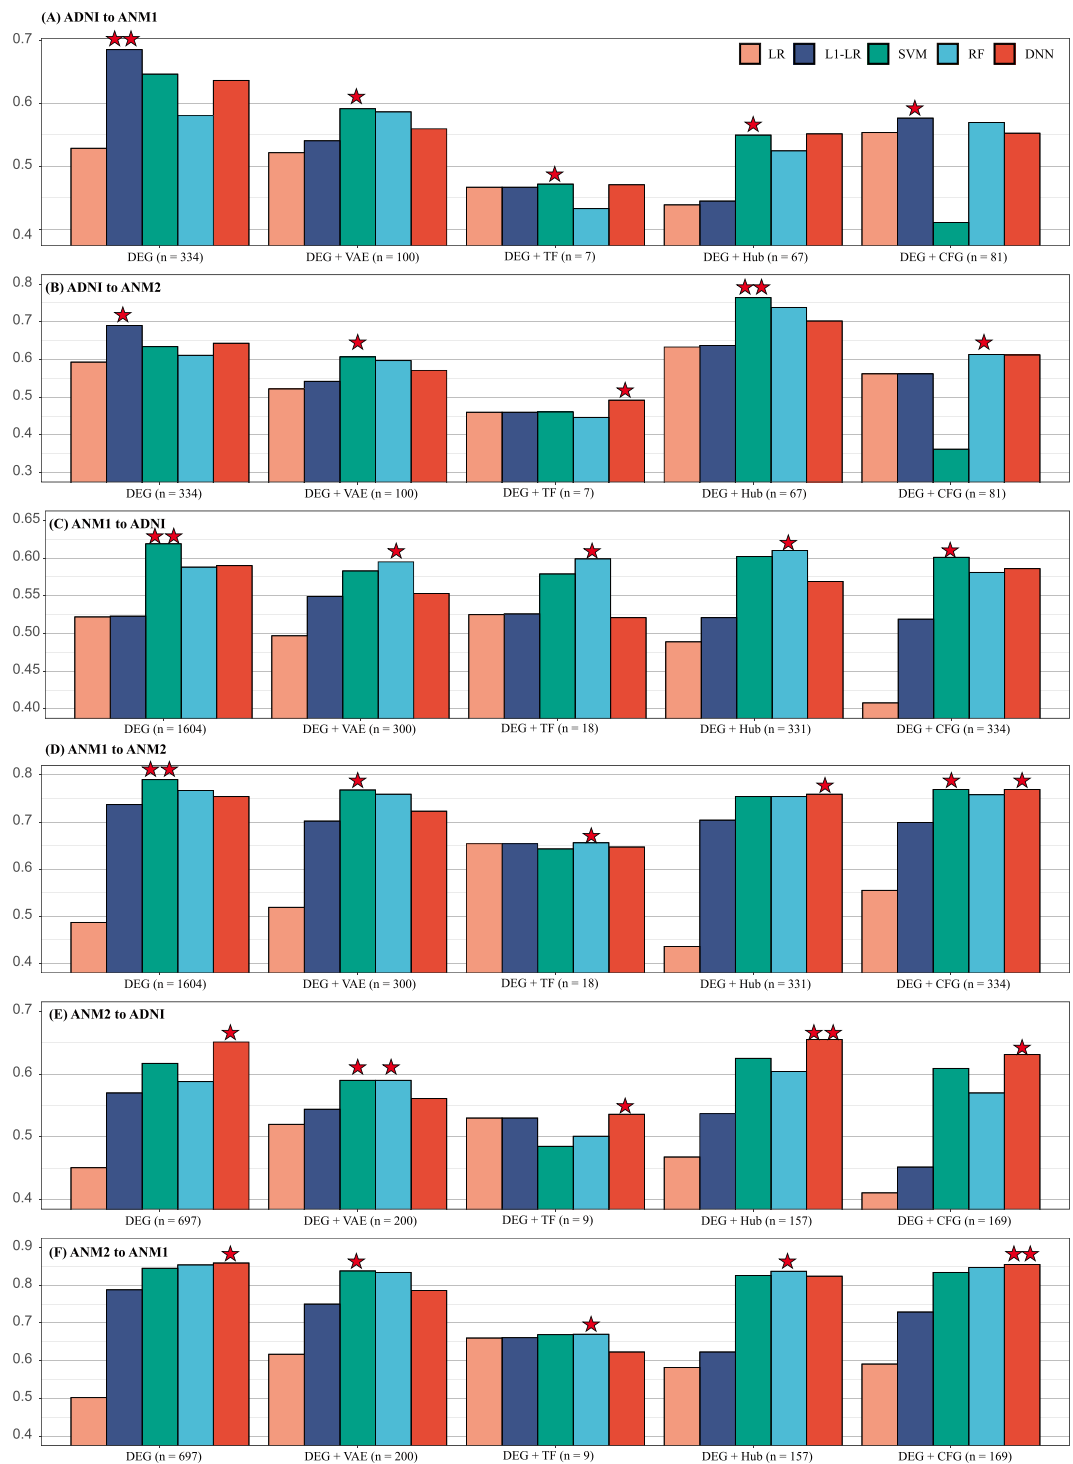 (A) ADNI to ANM1
0.7
0.6
0.5
0.4
LR L1-LR SVM RF DNN
DEG (n = 334) DEG + VAE (n = 100) DEG + TF (n = 7) DEG + Hub (n = 67) DEG + CFG (n = 81)
(B) ADNI to ANM2
0.8
0.7
0.6
0.5
0.4
0.3
DEG (n = 334) DEG + VAE (n = 100) DEG + TF (n = 7) DEG + Hub (n = 67) DEG + CFG (n = 81)
(C) ANM1 to ADNI
0.65
0.60
0.55
0.50
0.45
0.40
DEG (n = 1604) DEG + VAE (n = 300) DEG + TF (n = 18) DEG + Hub (n = 331) DEG + CFG (n = 334)
(D) ANM1 to ANM2
0.8
0.7
0.6
0.5
0.4
DEG (n = 1604) DEG + VAE (n = 300) DEG + TF (n = 18) DEG + Hub (n = 331) DEG + CFG (n = 334)
(E) ANM2 to ADNI
0.7
0.6
0.5
0.4
DEG (n = 697) DEG + VAE (n = 200) DEG + TF (n = 9) DEG + Hub (n = 157) DEG + CFG (n = 169)
(F) ANM2 to ANM1
0.9
0.8
0.7
0.6
0.5
0.4
DEG (n = 697) DEG + VAE (n = 200) DEG + TF (n = 9) DEG + Hub (n = 157) DEG + CFG (n = 169)